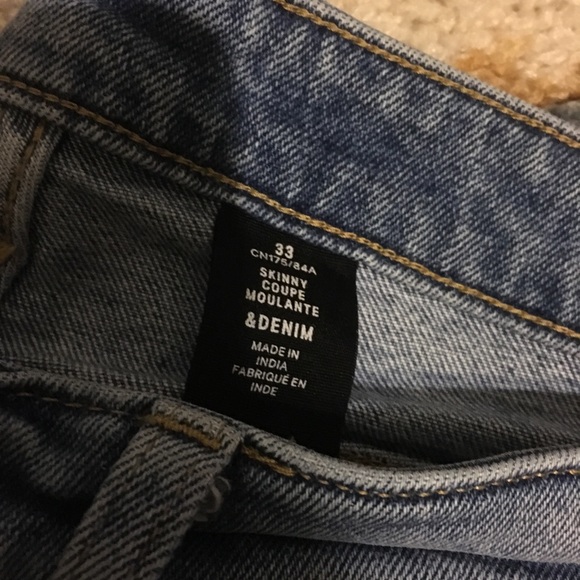 33
CN175/84A
SKINNY
COUPE
MOULANTE
&DENIM
MADE IN
INDIA
FABRIQUÉ EN
INDE